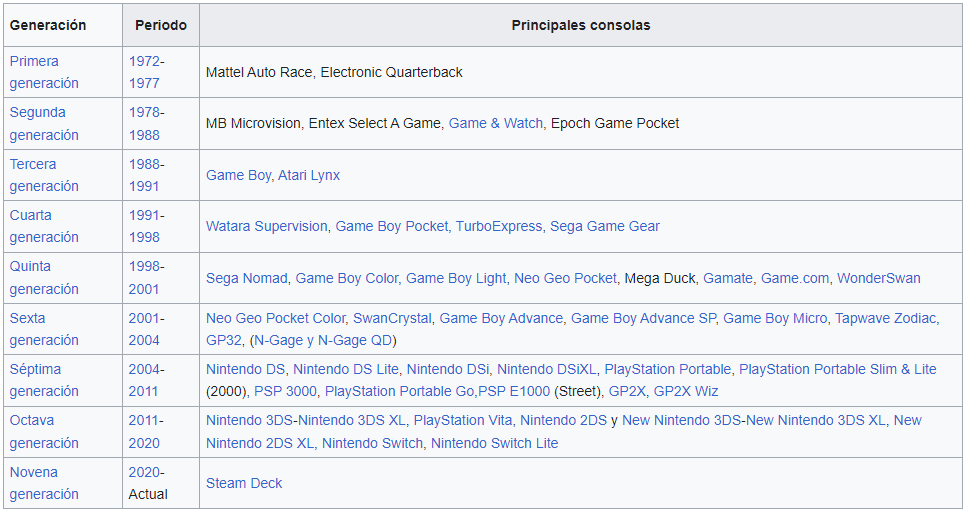 Generación Periodo Principales consolas
Primera generación 1972-1977 Mattel Auto Race, Electronic Quarterback
Segunda generación 1978-1988 MB Microvision, Entex Select A Game, Game & Watch, Epoch Game Pocket
Tercera generación 1988-1991 Game Boy, Atari Lynx
Cuarta generación 1991-1998 Watara Supervision, Game Boy Pocket, TurboExpress, Sega Game Gear
Quinta generación 1998-2001 Sega Nomad, Game Boy Color, Game Boy Light, Neo Geo Pocket, Mega Duck, Gamate, Game.com, WonderSwan
Sexta generación 2001-2004 Neo Geo Pocket Color, SwanCrystal, Game Boy Advance, Game Boy Advance SP, Game Boy Micro, Tapwave Zodiac,
GP32, (N-Gage y N-Gage QD)
Séptima generación 2004-2011 Nintendo DS, Nintendo DS Lite, Nintendo DSi, Nintendo DSiXL, PlayStation Portable, PlayStation Portable Slim & Lite
(2000), PSP 3000, PlayStation Portable Go,PSP E1000 (Street), GP2X, GP2X Wiz
Octava generación 2011-2020 Nintendo 3DS-Nintendo 3DS XL, PlayStation Vita, Nintendo 2DS y New Nintendo 3DS-New Nintendo 3DS XL, New
Nintendo 2DS XL, Nintendo Switch, Nintendo Switch Lite
Novena generación 2020-Actual Steam Deck